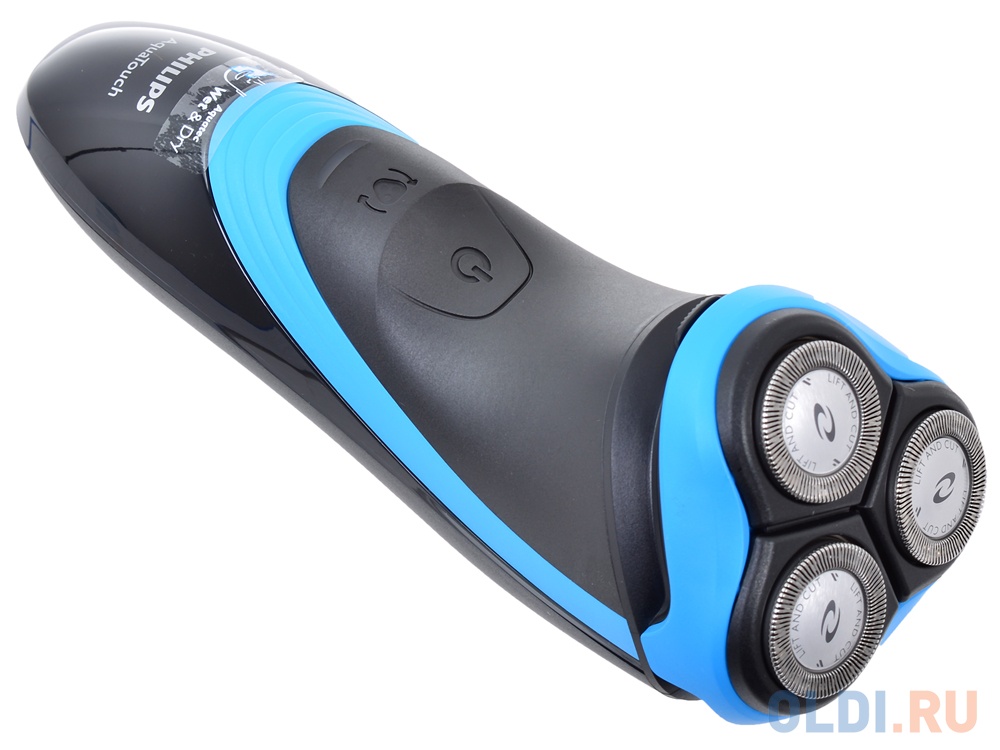 PHILIPS
AquaTouch
Aquatec
Wet & Dry
LIFT AND CUT
LIFT AND CUT
LIFT AND CUT
LIFT AND CUT
LIFT AND CUT
LIFT AND CUT
OLDI.RU